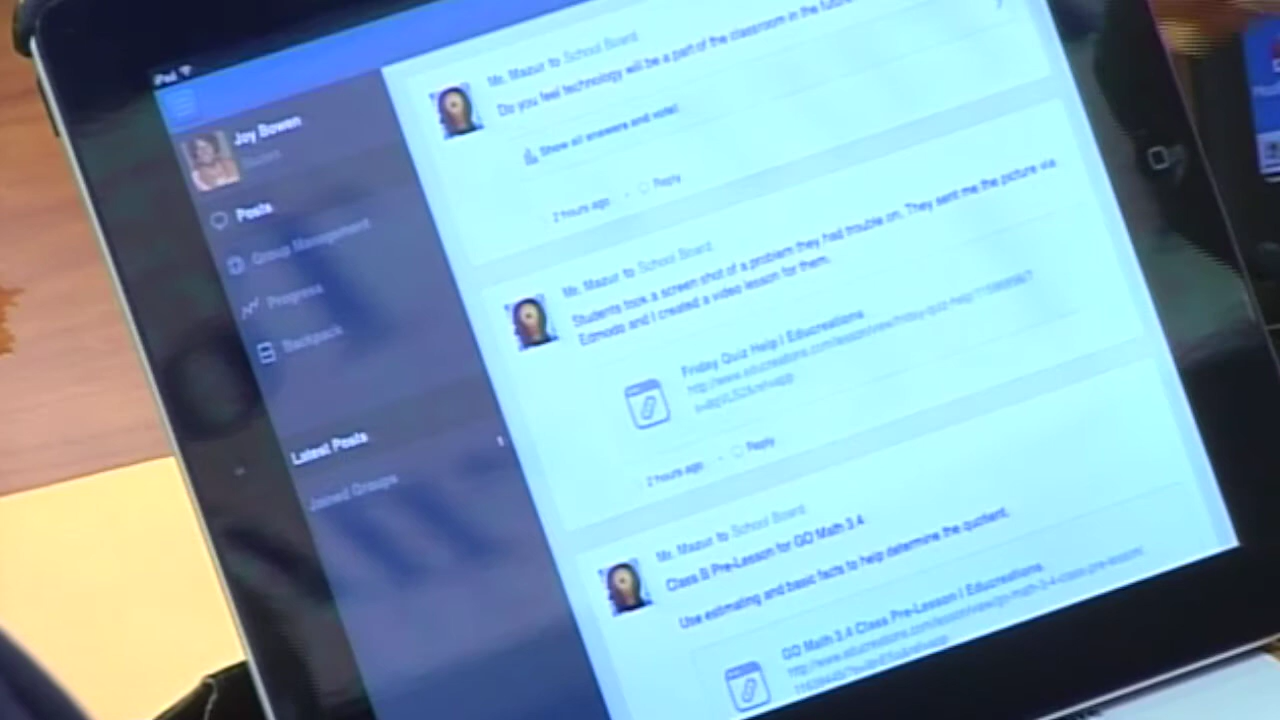 iPad
Joy Bowen
Posts
Group Management
Progress
Backpack
Latest Posts
Joined Groups
Mr. Mazur to School Board
Do you feel technology will be a part of the classroom in the future
Show all answers and vote!
2 hours ago
Reply
Mr. Mazur to School Board
Students took a screen shot of a problem they had trouble on. They sent me the picture via
Edmodo and I created a video lesson for them.
Friday Quiz Help | Educreations
2 hours ago
Reply
Mr. Mazur to School Board
Class B Pre-Lesson for GO Math 3.4:
Use estimating and basic facts to help determine the quotient.
GO Math 3.4 Class Pre-Lesson | Educreations